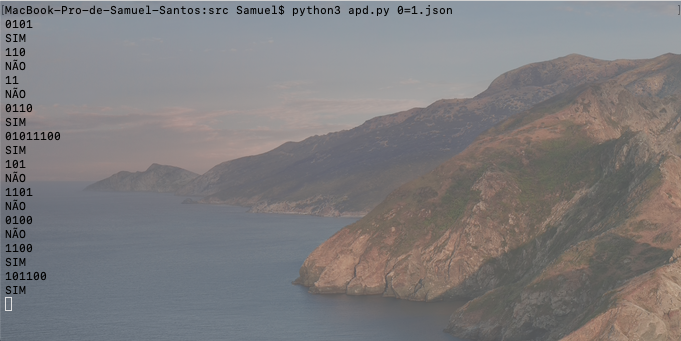 MacBook-Pro-de-Samuel-Santos:src Samuel$ python3 apd.py 0=1.json
0101
SIM
110
NÃO
11
NÃO
0110
SIM
01011100
SIM
101
NÃO
1101
NÃO
0100
NÃO
1100
SIM
101100
SIM